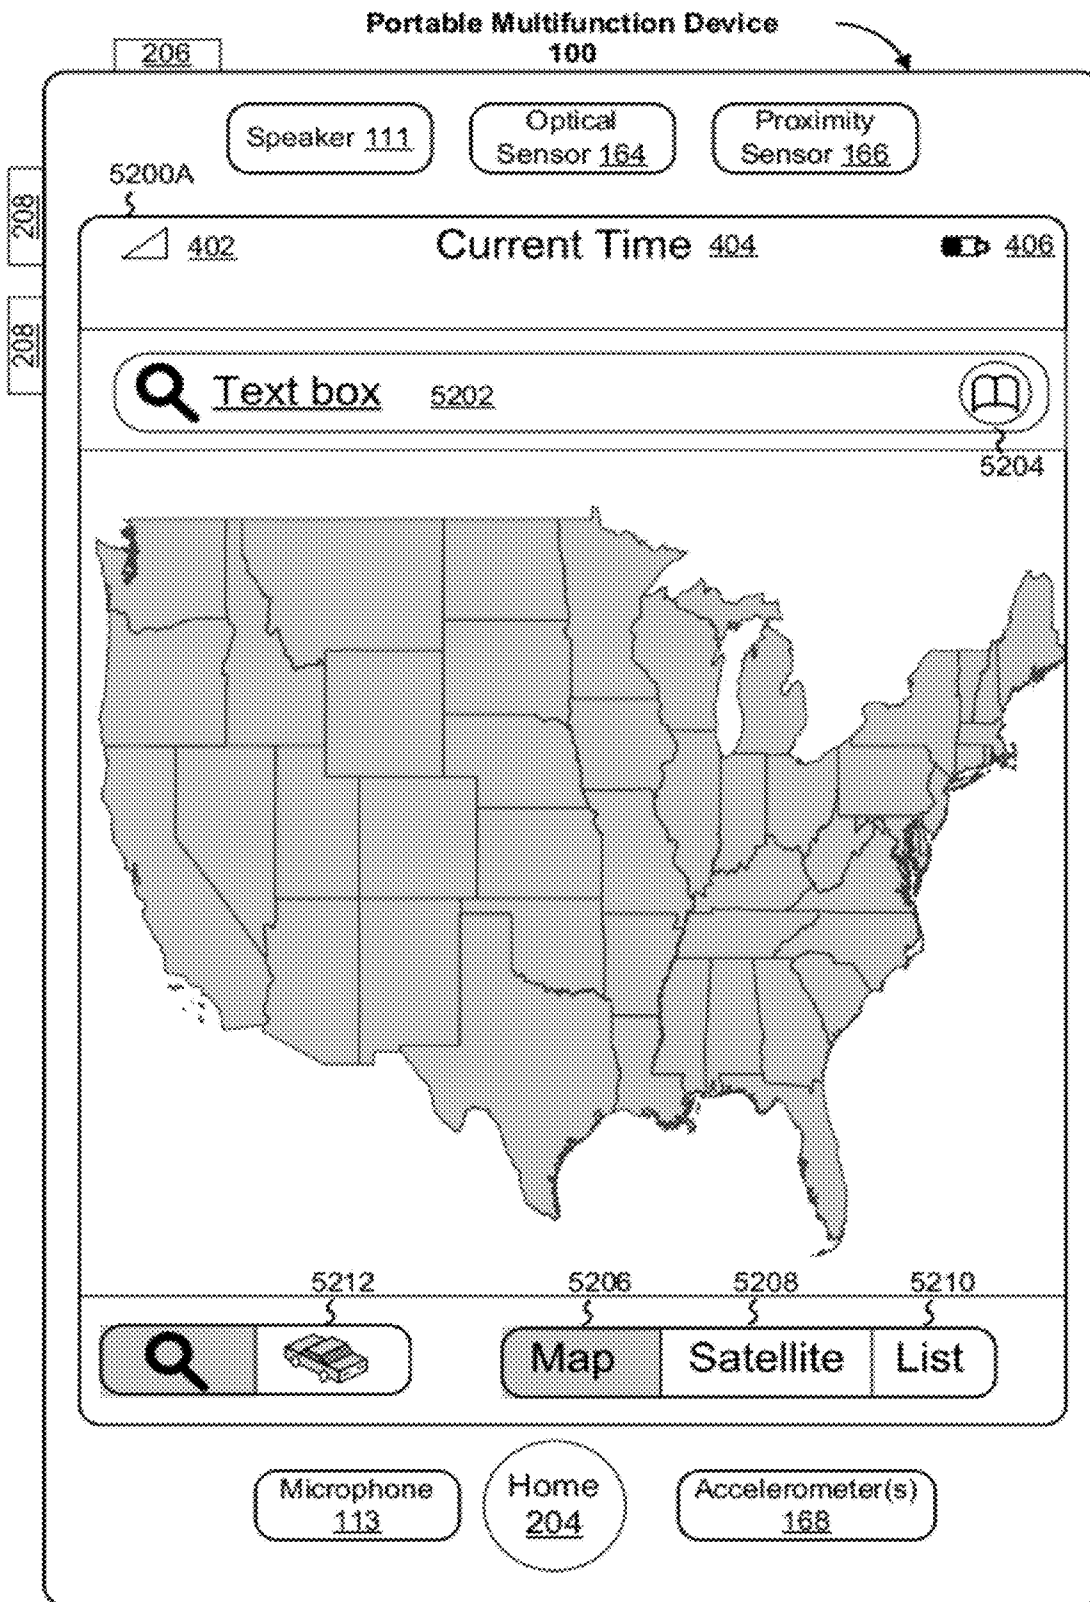 Portable Multifunction Device
100
206
Speaker 111
Optical
Sensor 164
Proximity
Sensor 166
5200A
208
208
402
Current Time 404
406
Text box 5202
5204
5212
5206
5208
5210
Map
Satellite
List
Microphone
113
Home
204
Accelerometer(s)
168